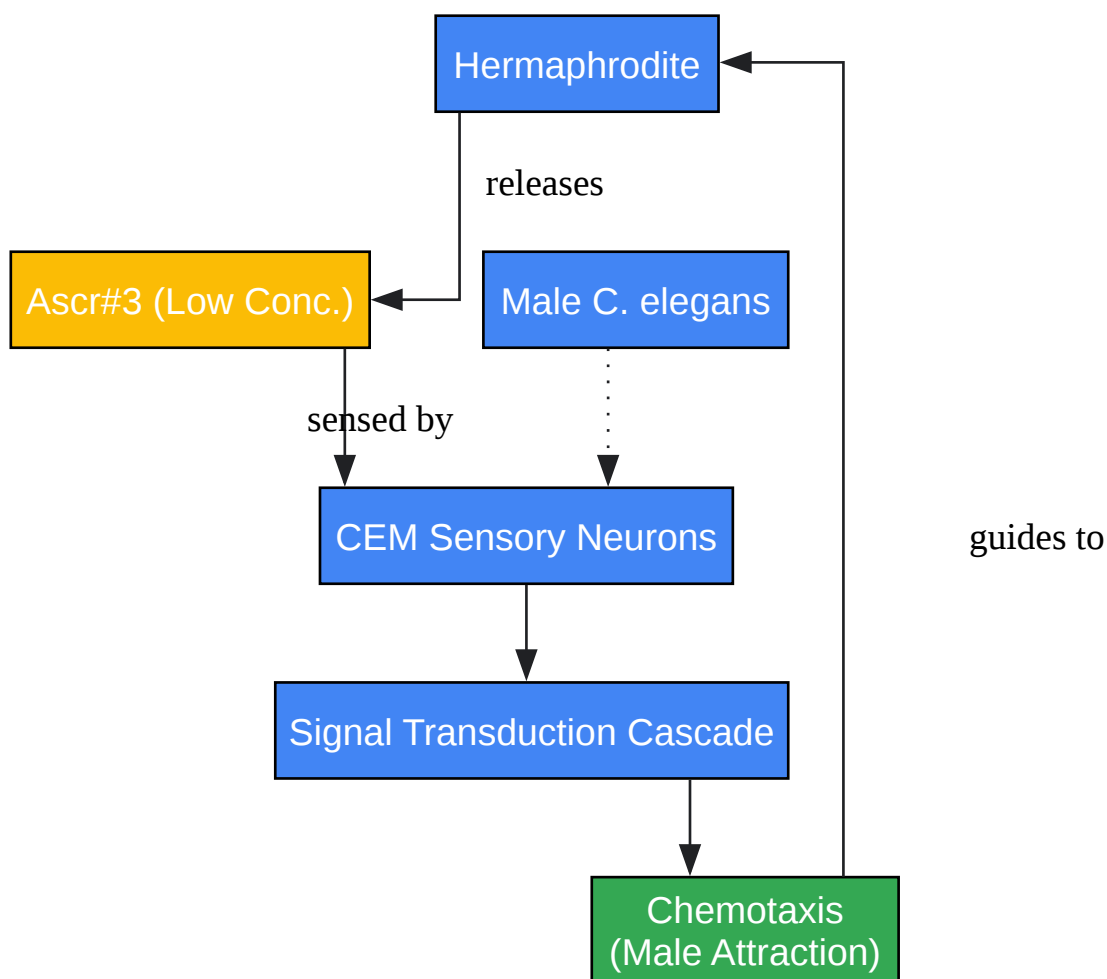 Hermaphrodite
releases
Ascr#3 (Low Conc.)
Male C. elegans
sensed by
CEM Sensory Neurons
guides to
Signal Transduction Cascade
Chemotaxis
(Male Attraction)